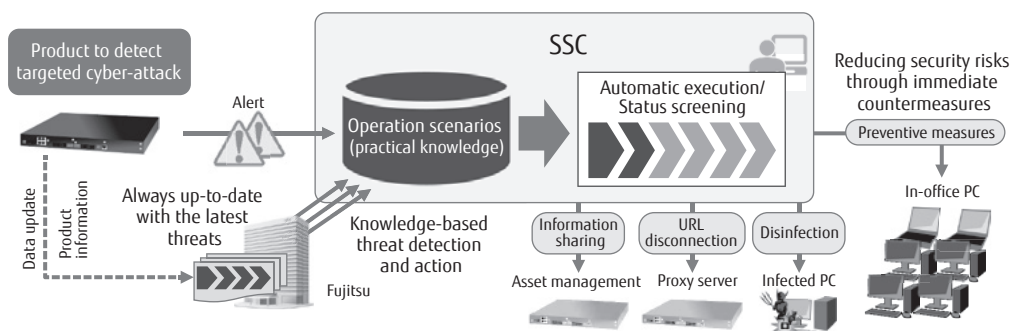 Product to detect
targeted cyber-attack
Alert
Data update
Product
information
Always up-to-date
with the latest
threats
Fujitsu
SSC
Operation scenarios
(practical knowledge)
Automatic execution/
Status screening
Knowledge-based
threat detection
and action
Information
sharing
Asset management
URL
disconnection
Proxy server
Disinfection
Infected PC
Reducing security risks
through immediate
countermeasures
Preventive measures
In-office PC